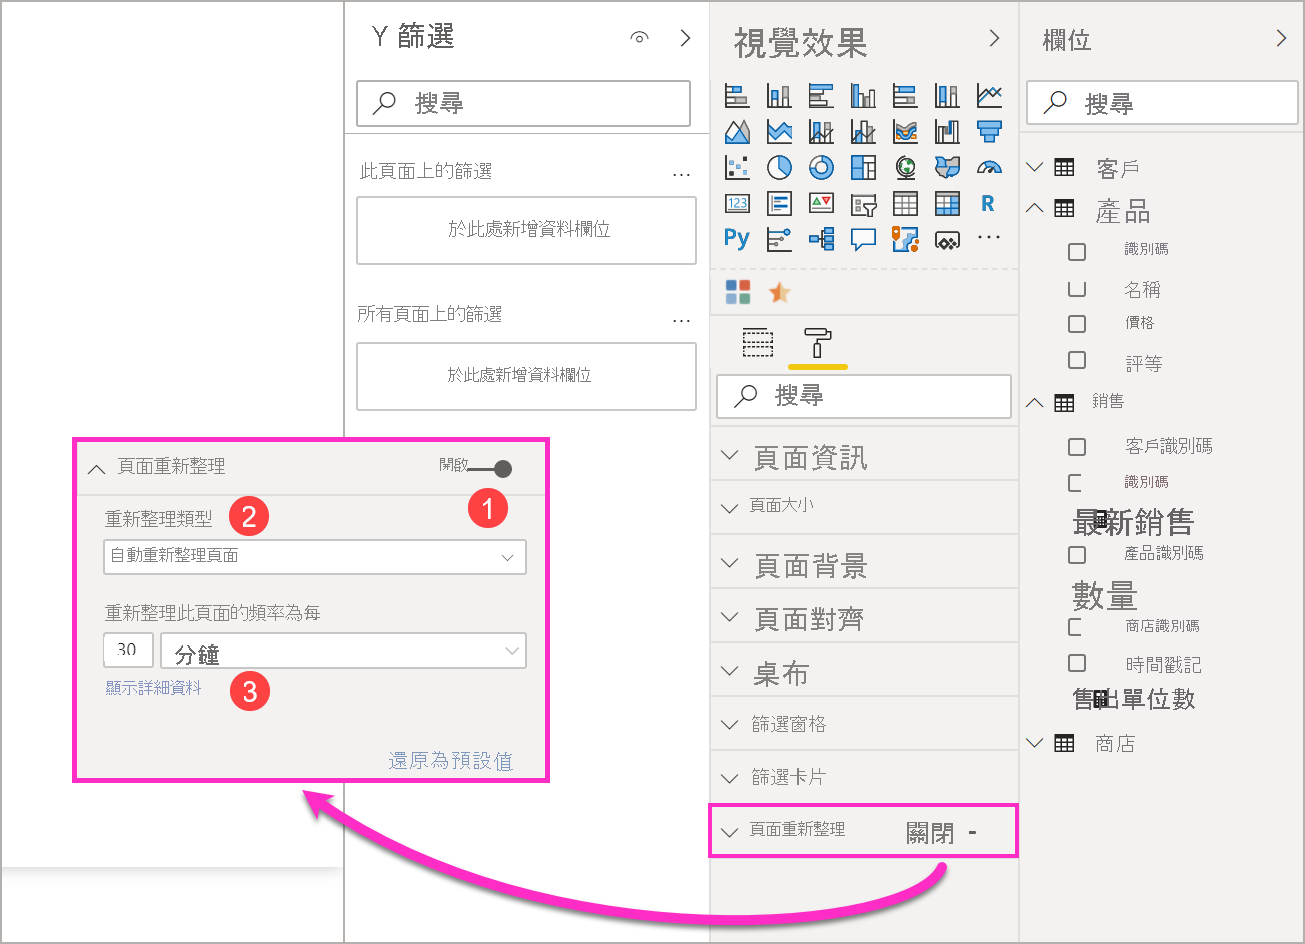 Y 篩選
搜尋
此頁面上的篩選
...
於此處新增資料欄位
所有頁面上的篩選
...
於此處新增資料欄位
頁面重新整理
開啟
1
重新整理類型
2
自動重新整理頁面
重新整理此頁面的頻率為每
30
分鐘
顯示詳細資料
3
還原為預設值
視覺效果
123
R
Py
...
搜尋
頁面資訊
頁面大小
頁面背景
頁面對齊
桌布
篩選窗格
篩選卡片
頁面重新整理
關閉 -
欄位
搜尋
客戶
產品
識別碼
名稱
價格
評等
銷售
客戶識別碼
識別碼
最新銷售
產品識別碼
數量
商店識別碼
時間戳記
售出單位數
商店